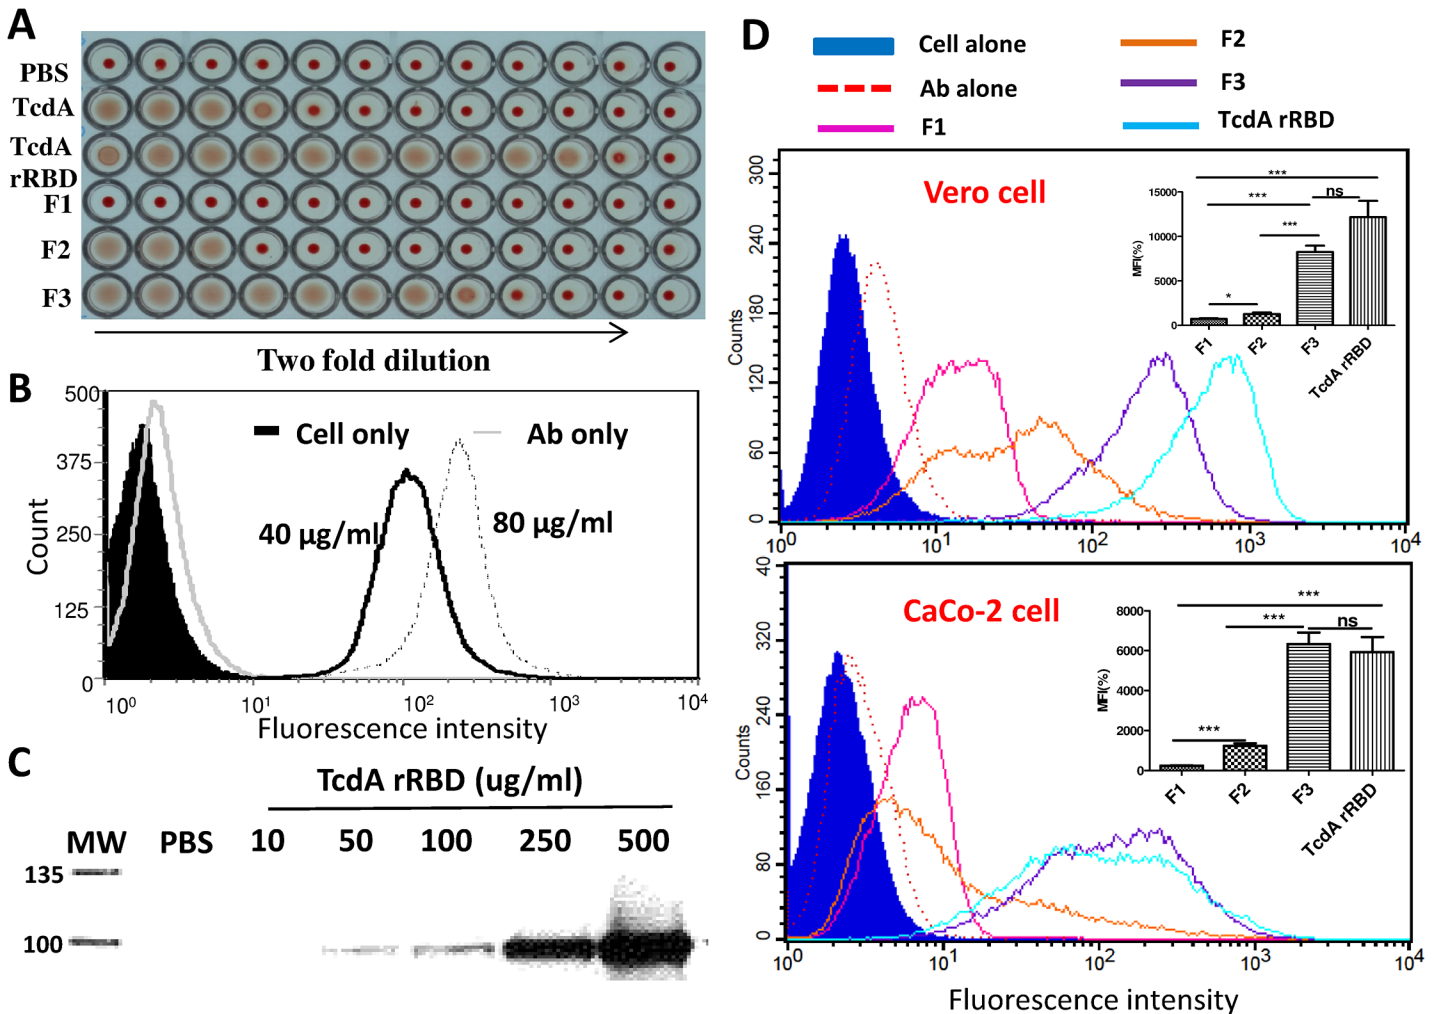 A
PBS
TcdA
TcdA
rRBD
F1
F2
F3
Two fold dilution
B
500
375
250
125
0
Count
Cell only
Ab only
40 µg/ml
80 µg/ml
10⁰ 10¹ 10² 10³ 10⁴
Fluorescence intensity
C
TcdA rRBD (ug/ml)
MW PBS 10 50 100 250 500
135
100
D
Cell alone
Ab alone
F1
F2
F3
TcdA rRBD
Vero cell
300
240
180
120
60
0
Counts
10⁰ 10¹ 10² 10³ 10⁴
15000
10000
5000
0
MFI(%)
***
***
ns
***
*
F1 F2 F3 TcdA rRBD
CaCo-2 cell
40
320
240
160
80
0
Counts
10⁰ 10¹ 10² 10³ 10⁴
8000
6000
4000
2000
0
MFI(%)
***
***
ns
***
F1 F2 F3 TcdA rRBD
Fluorescence intensity